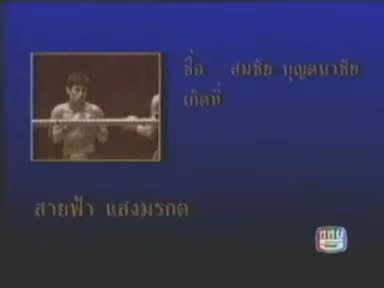 ชื่อ สมชัย บุญตนาชัย
เกิดที่
สายฟ้า แสงมรกต